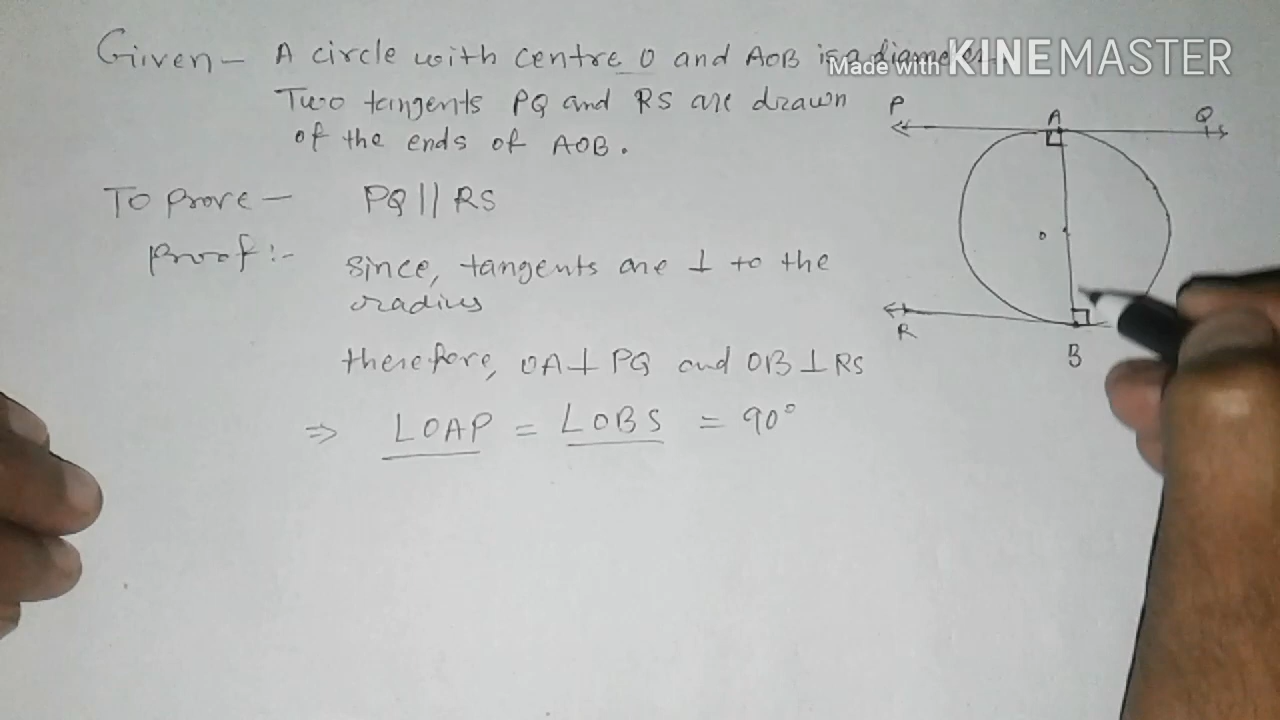 Given- A circle with centre O and AOB is a diameter.
Two tangents PQ and RS are drawn
of the ends of AOB.
To Prove- PQ || RS
Proof:- since, tangents are ⊥ to the
radius
therefore, OA ⊥ PQ and OB ⊥ RS
⇒ ∠OAP = ∠OBS = 90°
Made with KINEMASTER
P A Q
O
R
B